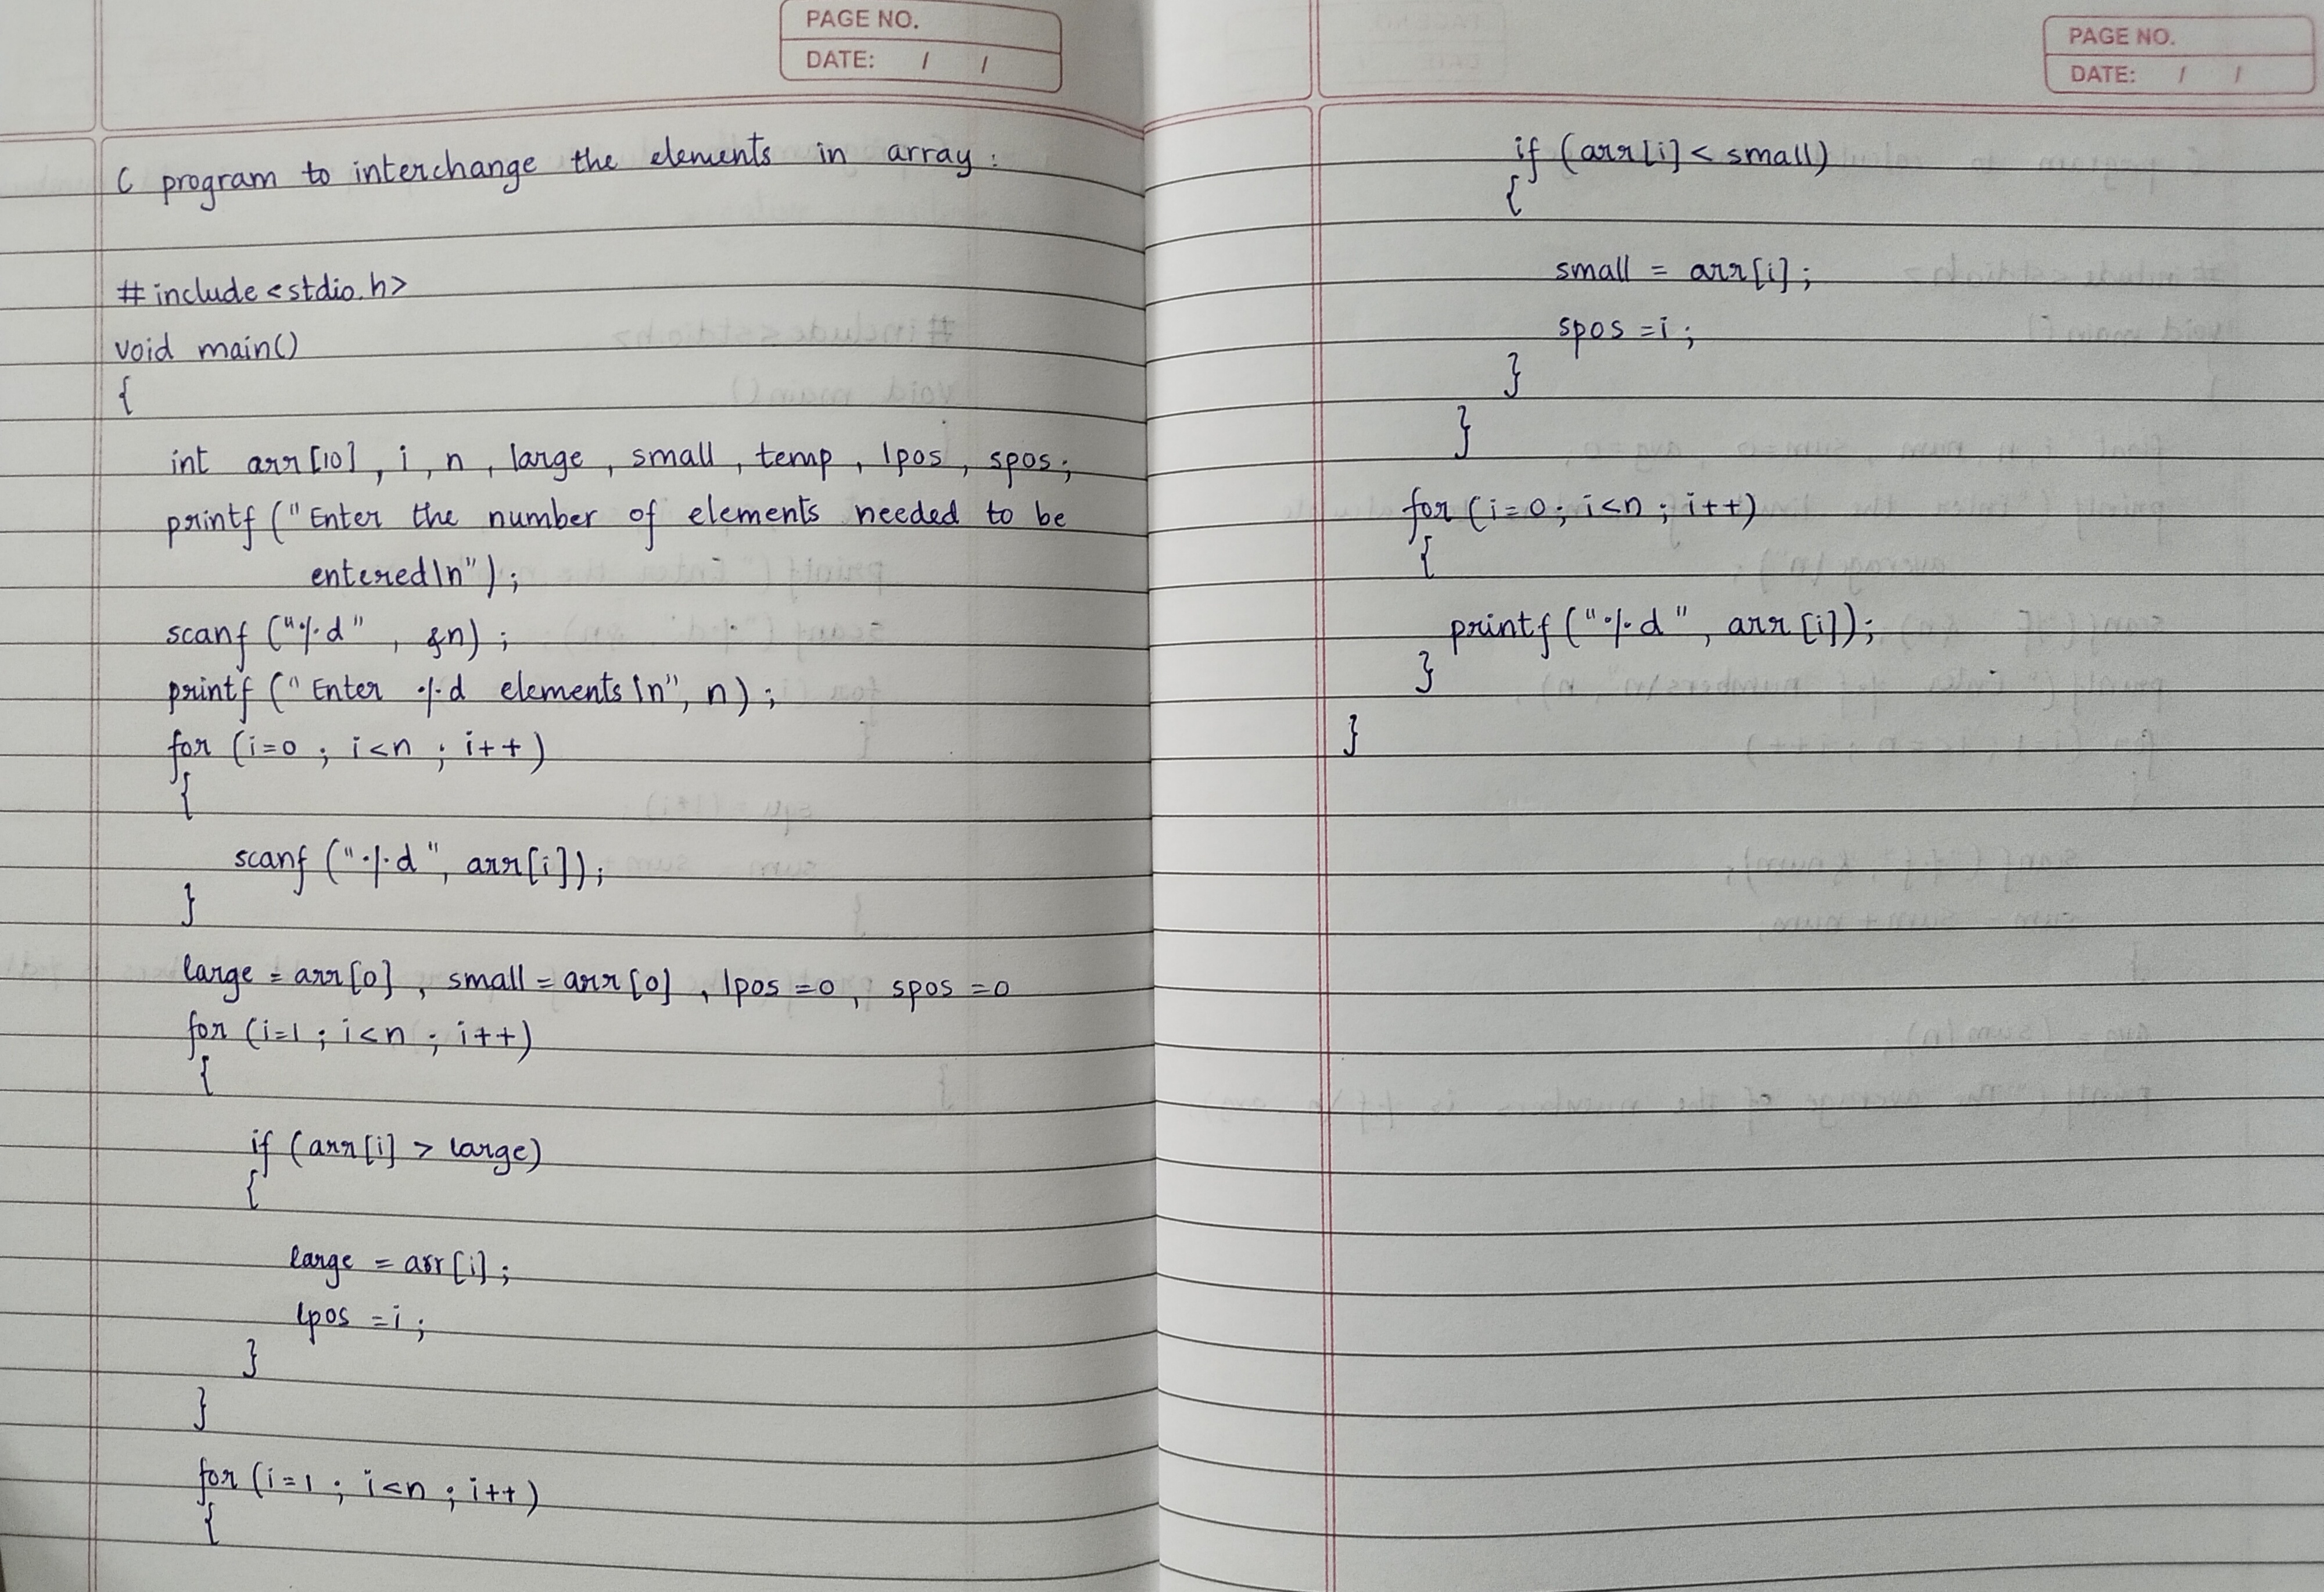 PAGE NO.
DATE: / /
C program to interchange the elements in array :
#include<stdio.h>
void main()
{
int arr[10], i, n, large, small, temp, lpos, spos;
printf ("Enter the number of elements needed to be
entered\n");
scanf ("%d", &n);
printf ("Enter %d elements\n", n);
for (i=0 ; i<n ; i++)
{
scanf ("%d", arr[i]);
}
large = arr[0], small = arr[0], lpos =0, spos =0
for (i=1 ; i<n ; i++)
{
if (arr[i] > large)
{
large = arr[i];
lpos =i;
}
}
for (i=1 ; i<n ; i++)
{
PAGE NO.
DATE: / /
if (arr[i] < small)
{
small = arr[i];
spos =i;
}
}
for (i=0; i<n ; i++)
{
printf ("%d", arr[i]);
}
}